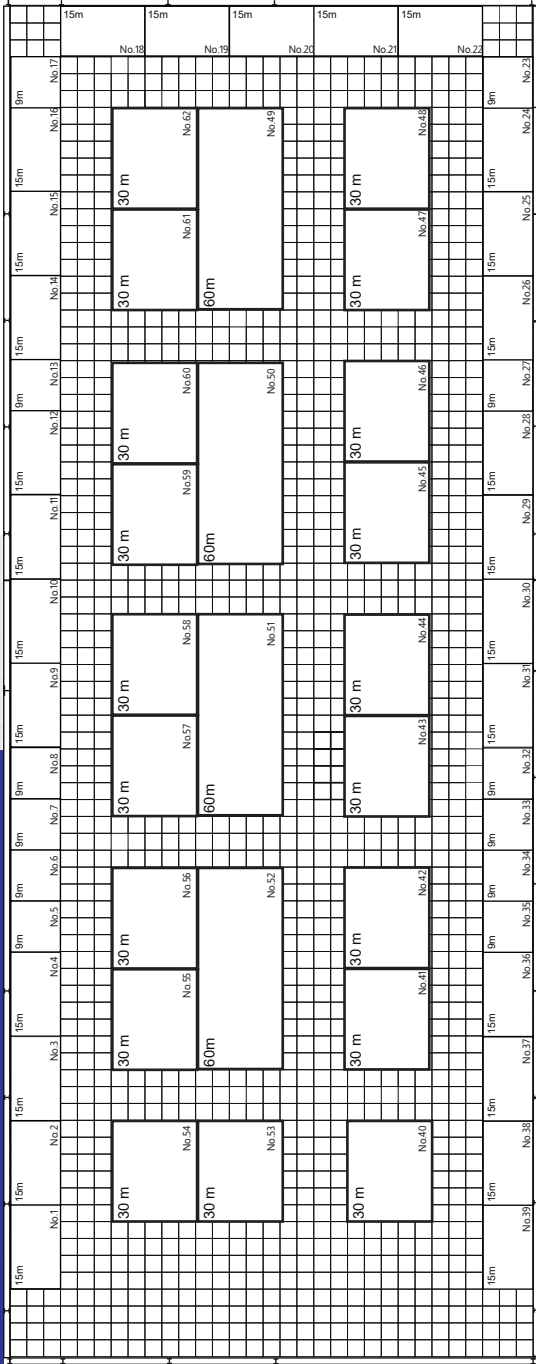 15m 15m 15m 15m 15m
No.18 No.19 No.20 No.21 No.22
No.17
9m
No.16
15m
No.15
15m
No.14
15m
No.13
9m
No.12
15m
No.11
15m
No.10
15m
No.9
15m
No.8
9m
No.7
9m
No.6
9m
No.5
9m
No.4
15m
No.3
15m
No.2
15m
No.1
15m
No.62
30 m
No.61
30 m
No.49
60m
No.48
30 m
No.47
30 m
No.60
30 m
No.59
30 m
No.50
60m
No.46
30 m
No.45
30 m
No.58
30 m
No.57
30 m
No.51
60m
No.44
30 m
No.43
30 m
No.56
30 m
No.55
30 m
No.52
60m
No.42
30 m
No.41
30 m
No.54
30 m
No.53
30 m
No.40
30 m
No.23
9m
No.24
15m
No.25
15m
No.26
15m
No.27
9m
No.28
15m
No.29
15m
No.30
15m
No.31
15m
No.32
9m
No.33
9m
No.34
9m
No.35
9m
No.36
15m
No.37
15m
No.38
15m
No.39
15m